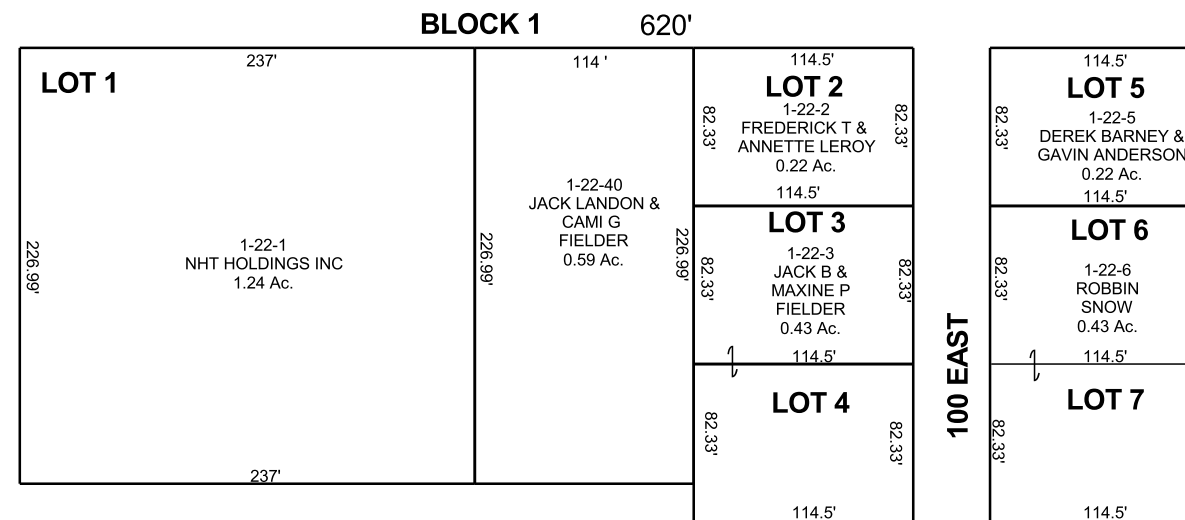 BLOCK 1
620'
LOT 1
237'
226.99'
1-22-1
NHT HOLDINGS INC
1.24 Ac.
237'
114 '
226.99'
1-22-40
JACK LANDON &
CAMI G
FIELDER
0.59 Ac.
226.99'
114.5'
LOT 2
82.33'
1-22-2
FREDERICK T &
ANNETTE LEROY
0.22 Ac.
82.33'
114.5'
LOT 3
82.33'
1-22-3
JACK B &
MAXINE P
FIELDER
0.43 Ac.
82.33'
114.5'
LOT 4
82.33'
82.33'
114.5'
100 EAST
114.5'
LOT 5
82.33'
1-22-5
DEREK BARNEY &
GAVIN ANDERSON
0.22 Ac.
114.5'
LOT 6
82.33'
1-22-6
ROBBIN
SNOW
0.43 Ac.
114.5'
LOT 7
82.33'
114.5'